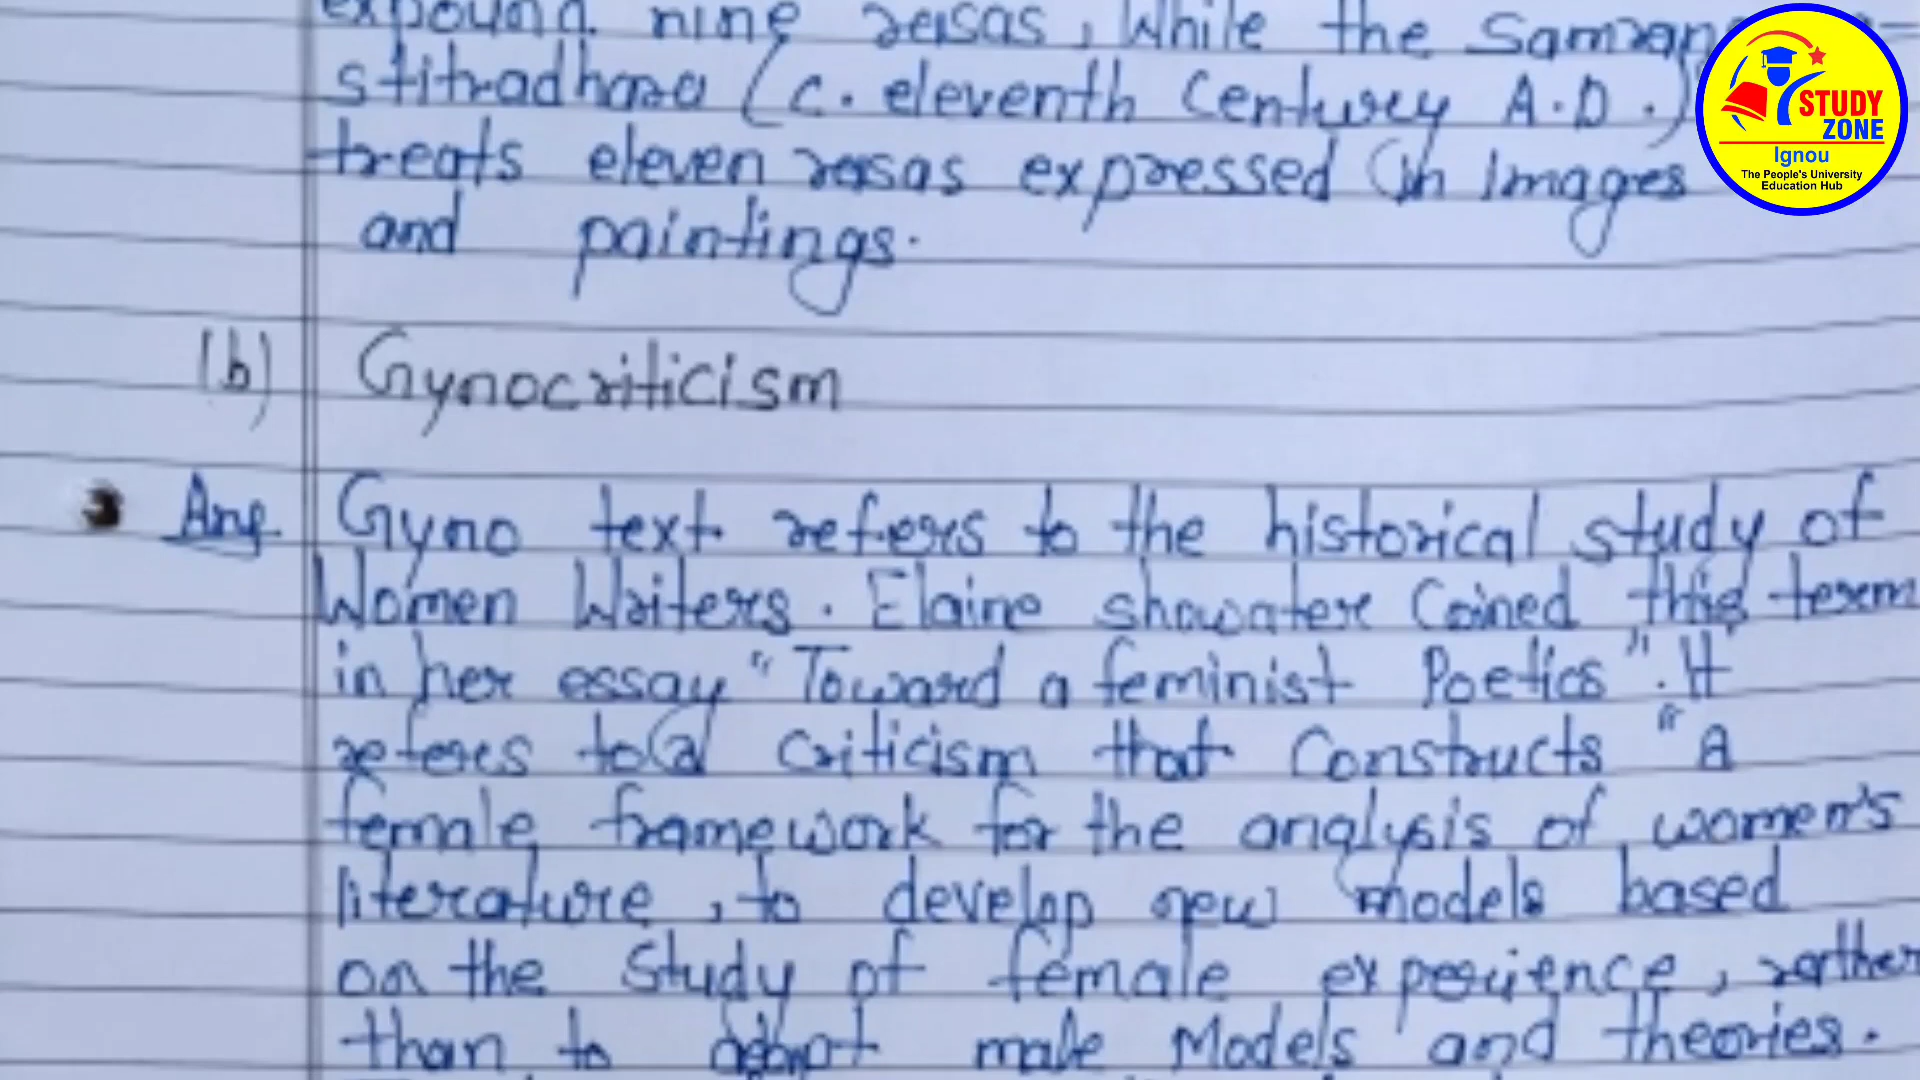 expound nine rasas, While the Samran
stitradhara (c. eleventh Century A.D.)
treats eleven rasas expressed in Images
and paintings.
(b) Gynocriticism
Ans Gyno text refers to the historical study of
Women Writers. Elaine showater Coined this term
in her essay "Toward a feminist Poetics". It
refers to a criticism that Constructs "A
female framework for the analysis of women's
literature, to develop new models based
on the Study of female experience, rather
than to adopt male Models and theories.
STUDY
ZONE
Ignou
The People's University
Education Hub